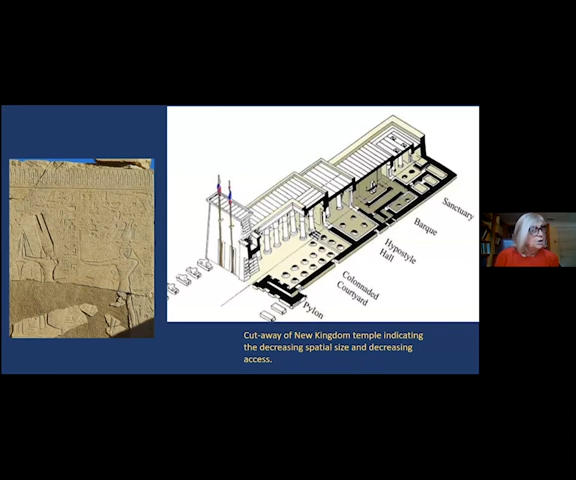 Sanctuary
Barque
Hypostyle
Hall
Colonnaded
Courtyard
Pylon
Cut-away of New Kingdom temple indicating
the decreasing spatial size and decreasing
access.